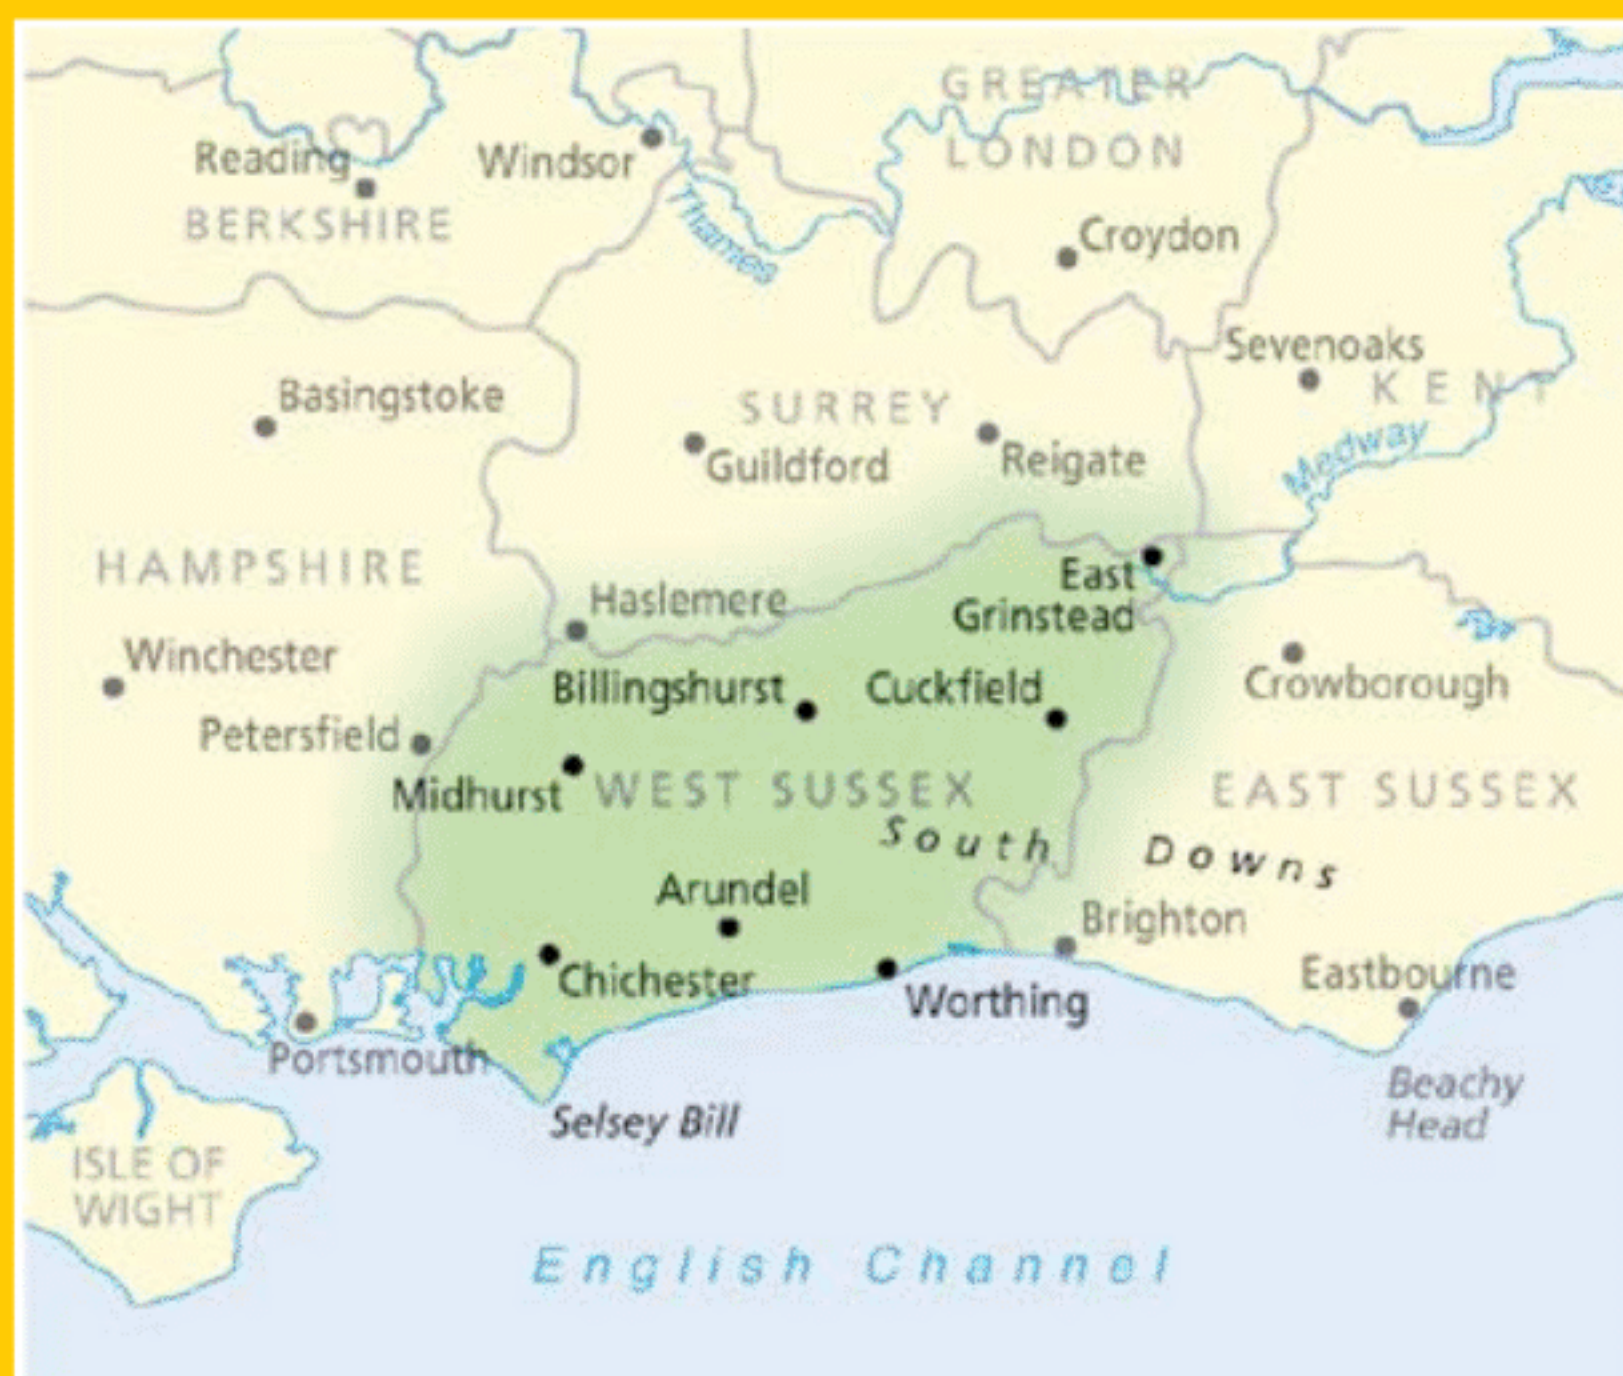 GREATER
LONDON
Reading
Windsor
BERKSHIRE
Thames
Croydon
Sevenoaks
KENT
Basingstoke
SURREY
Guildford
Reigate
Medway
HAMPSHIRE
East
Grinstead
Haslemere
Winchester
Billingshurst
Cuckfield
Crowborough
Petersfield
Midhurst
WEST SUSSEX
EAST SUSSEX
South Downs
Arundel
Brighton
Chichester
Worthing
Eastbourne
Portsmouth
Selsey Bill
Beachy
Head
ISLE OF
WIGHT
English Channel